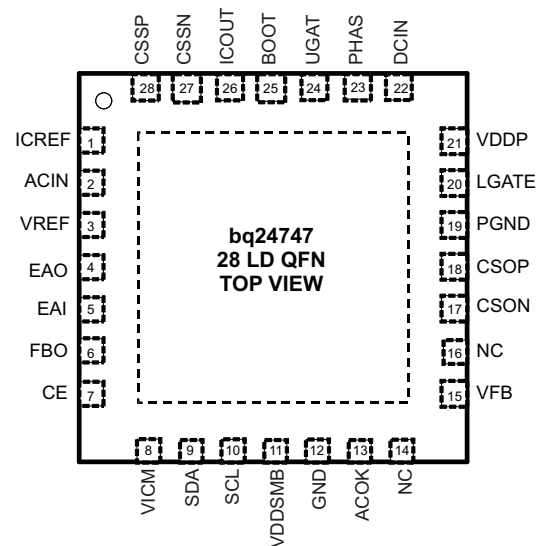 CSSP
CSSN
ICOUT
BOOT
UGAT
PHAS
DCIN
28
27
26
25
24
23
22
ICREF
1
ACIN
2
VREF
3
EAO
4
EAI
5
FBO
6
CE
7
bq24747
28 LD QFN
TOP VIEW
21
VDDP
20
LGATE
19
PGND
18
CSOP
17
CSON
16
NC
15
VFB
8
9
10
11
12
13
14
VICM
SDA
SCL
VDDSMB
GND
ACOK
NC